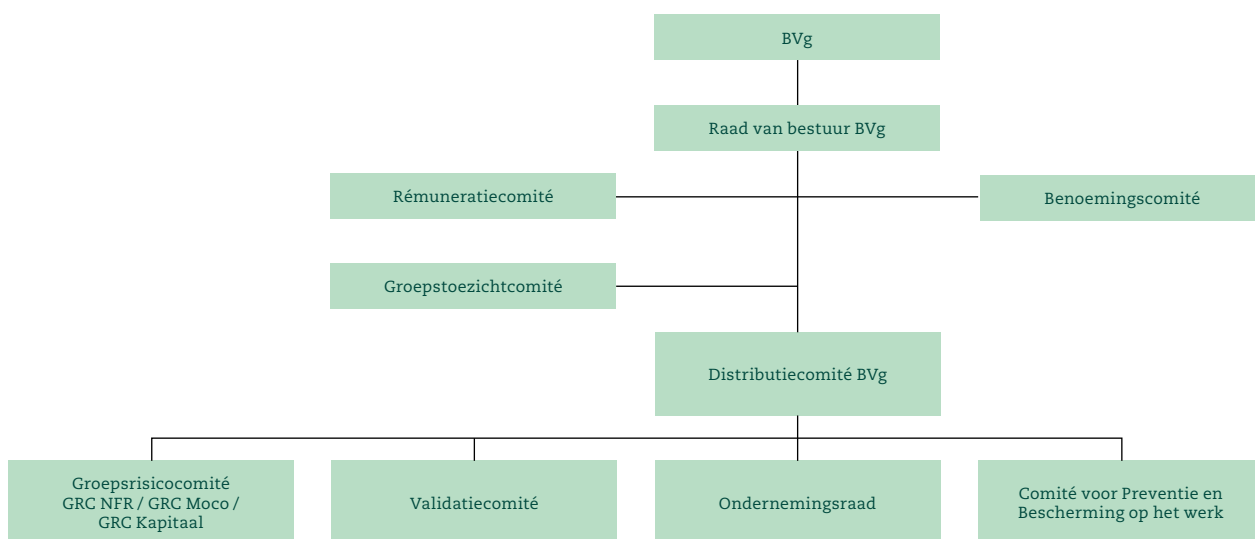 BVg
Raad van bestuur BVg
Rémuneratiecomité
Benoemingscomité
Groepstoezichtcomité
Distributiecomité BVg
Groepsrisicocomité
GRC NFR / GRC Moco /
GRC Kapitaal
Validatiecomité
Ondernemingsraad
Comité voor Preventie en
Bescherming op het werk